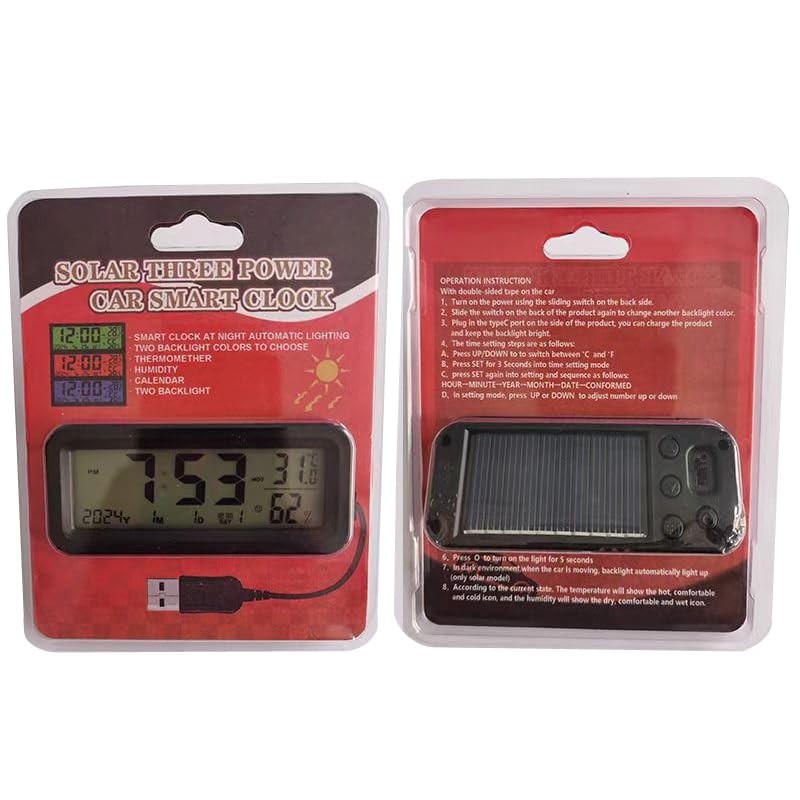 SOLAR THREE POWER
CAR SMART CLOCK
12:00
12:00
12:00
· SMART CLOCK AT NIGHT AUTOMATIC LIGHTING
TWO BACKLIGHT COLORS TO CHOOSE
· THERMOMETHER
· HUMIDITY
· CALENDAR
· TWO BACKLIGHT
PM 7:53 HOT 31.0°C
2024Y 1M 1D SAT 1 62%
OPERATION INSTRUCTION
With double-sided tape on the car
1、Turn on the power using the sliding switch on the back side.
2、Slide the switch on the back of the product again to change another backlight color.
3、Plug in the typeC port on the side of the product, you can charge the product
and keep the backlight bright.
4、The time setting steps are as follows:
A、Press UP/DOWN to to switch between °C and °F
B、Press SET for 3 Seconds into time setting mode
C、press SET again into setting and sequence as follows:
HOUR→MINUTE→YEAR→MONTH→DATE→CONFORMED
D、In setting mode, press UP or DOWN to adjust number up or down
6、Press O to turn on the light for 5 seconds
7、In dark environment,when the car is moving, backlight automatically light up
(only solar model)
8、According to the current state. The temperature will show the hot, comfortable
and cold icon, and the humidity will show the dry, comfortable and wet icon.